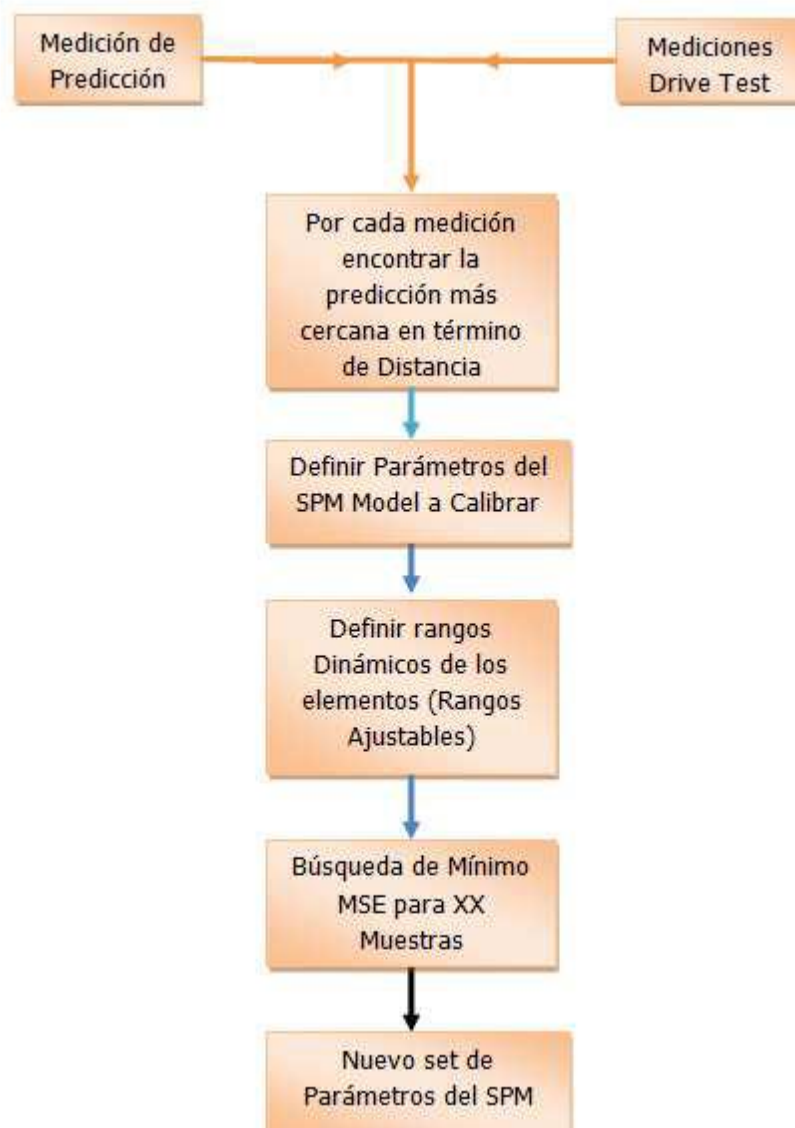 Medición de
Predicción
Mediciones
Drive Test
Por cada medición
encontrar la
predicción más
cercana en término
de Distancia
Definir Parámetros del
SPM Model a Calibrar
Definir rangos
Dinámicos de los
elementos (Rangos
Ajustables)
Búsqueda de Mínimo
MSE para XX
Muestras
Nuevo set de
Parámetros del SPM